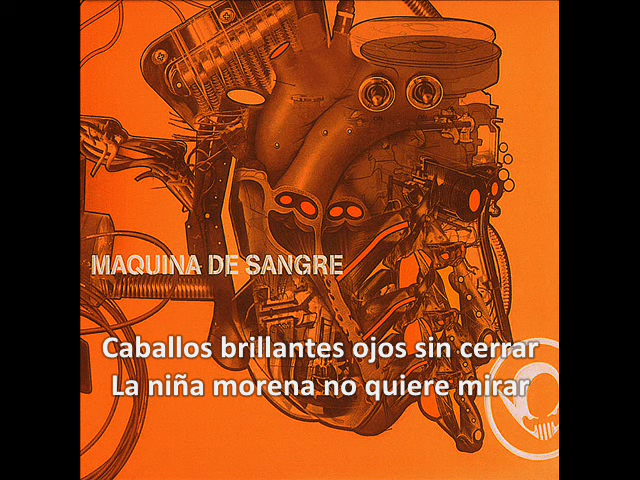 MAQUINA DE SANGRE
Caballos brillantes ojos sin cerrar
La niña morena no quiere mirar